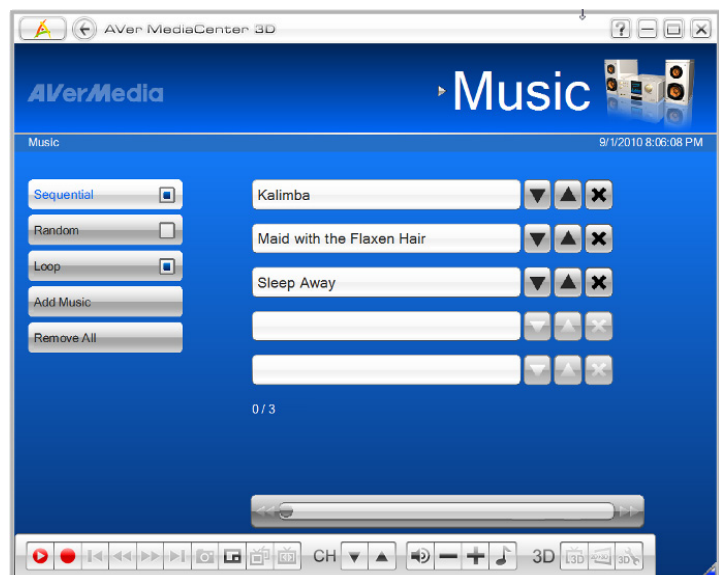 AVer MediaCenter 3D
AVerMedia
Music
Music
9/1/2010 8:06:08 PM
Sequential
Random
Loop
Add Music
Remove All
Kalimba
Maid with the Flaxen Hair
Sleep Away
0 / 3
CH
3D